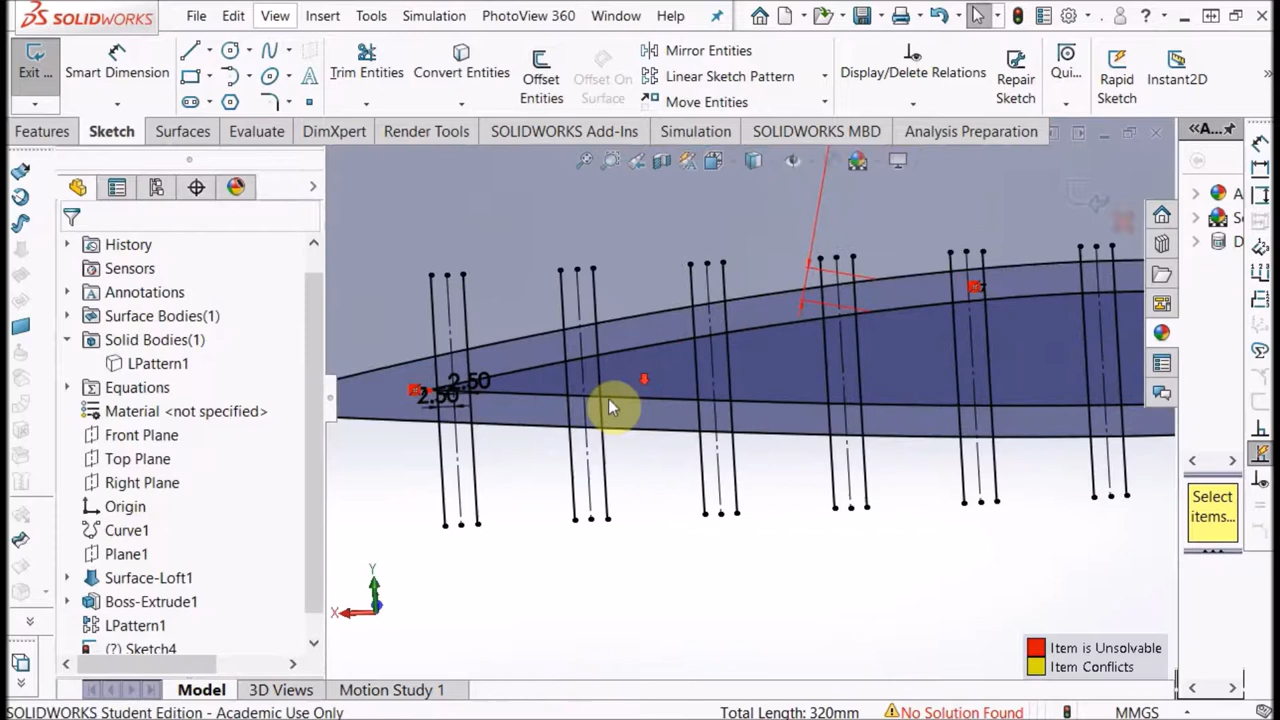 SOLIDWORKS File Edit View Insert Tools Simulation PhotoView 360 Window Help
Exit ... Smart Dimension Trim Entities Convert Entities Offset Entities Offset On Surface Mirror Entities Linear Sketch Pattern Move Entities Display/Delete Relations Repair Sketch Qui... Rapid Sketch Instant2D
Features Sketch Surfaces Evaluate DimXpert Render Tools SOLIDWORKS Add-Ins Simulation SOLIDWORKS MBD Analysis Preparation
«A...
A
S
D
History
Sensors
Annotations
Surface Bodies(1)
Solid Bodies(1)
LPattern1
Equations
Material <not specified>
Front Plane
Top Plane
Right Plane
Origin
Curve1
Plane1
Surface-Loft1
Boss-Extrude1
LPattern1
(?) Sketch4
2.50
2.50
Y
X
Select items...
Item is Unsolvable
Item Conflicts
Model 3D Views Motion Study 1
SOLIDWORKS Student Edition - Academic Use Only Total Length: 320mm No Solution Found MMGS